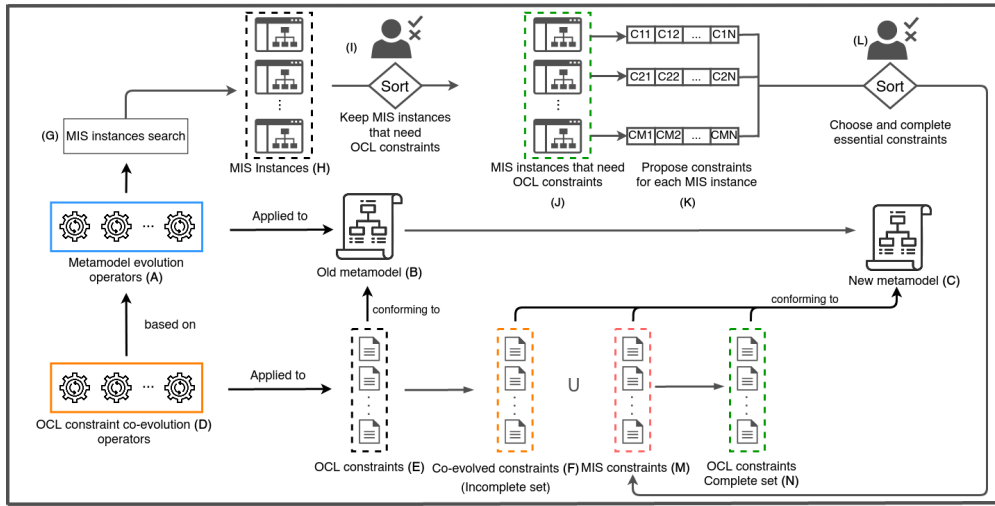 (I)
Sort
Keep MIS instances
that need
OCL constraints
(G)
MIS instances search
⋮
MIS Instances (H)
C11 C12 ... C1N
C21 C22 ... C2N
⋮
CM1 CM2 ... CMN
MIS instances that need
OCL constraints
(J)
Propose constraints
for each MIS instance
(K)
(L)
Sort
Choose and complete
essential constraints
...
Metamodel evolution
operators (A)
Applied to
Old metamodel (B)
New metamodel (C)
based on
conforming to
conforming to
...
OCL constraint co-evolution (D)
operators
Applied to
OCL constraints (E)
U
Co-evolved constraints (F)
(Incomplete set)
MIS constraints (M)
OCL constraints
Complete set (N)